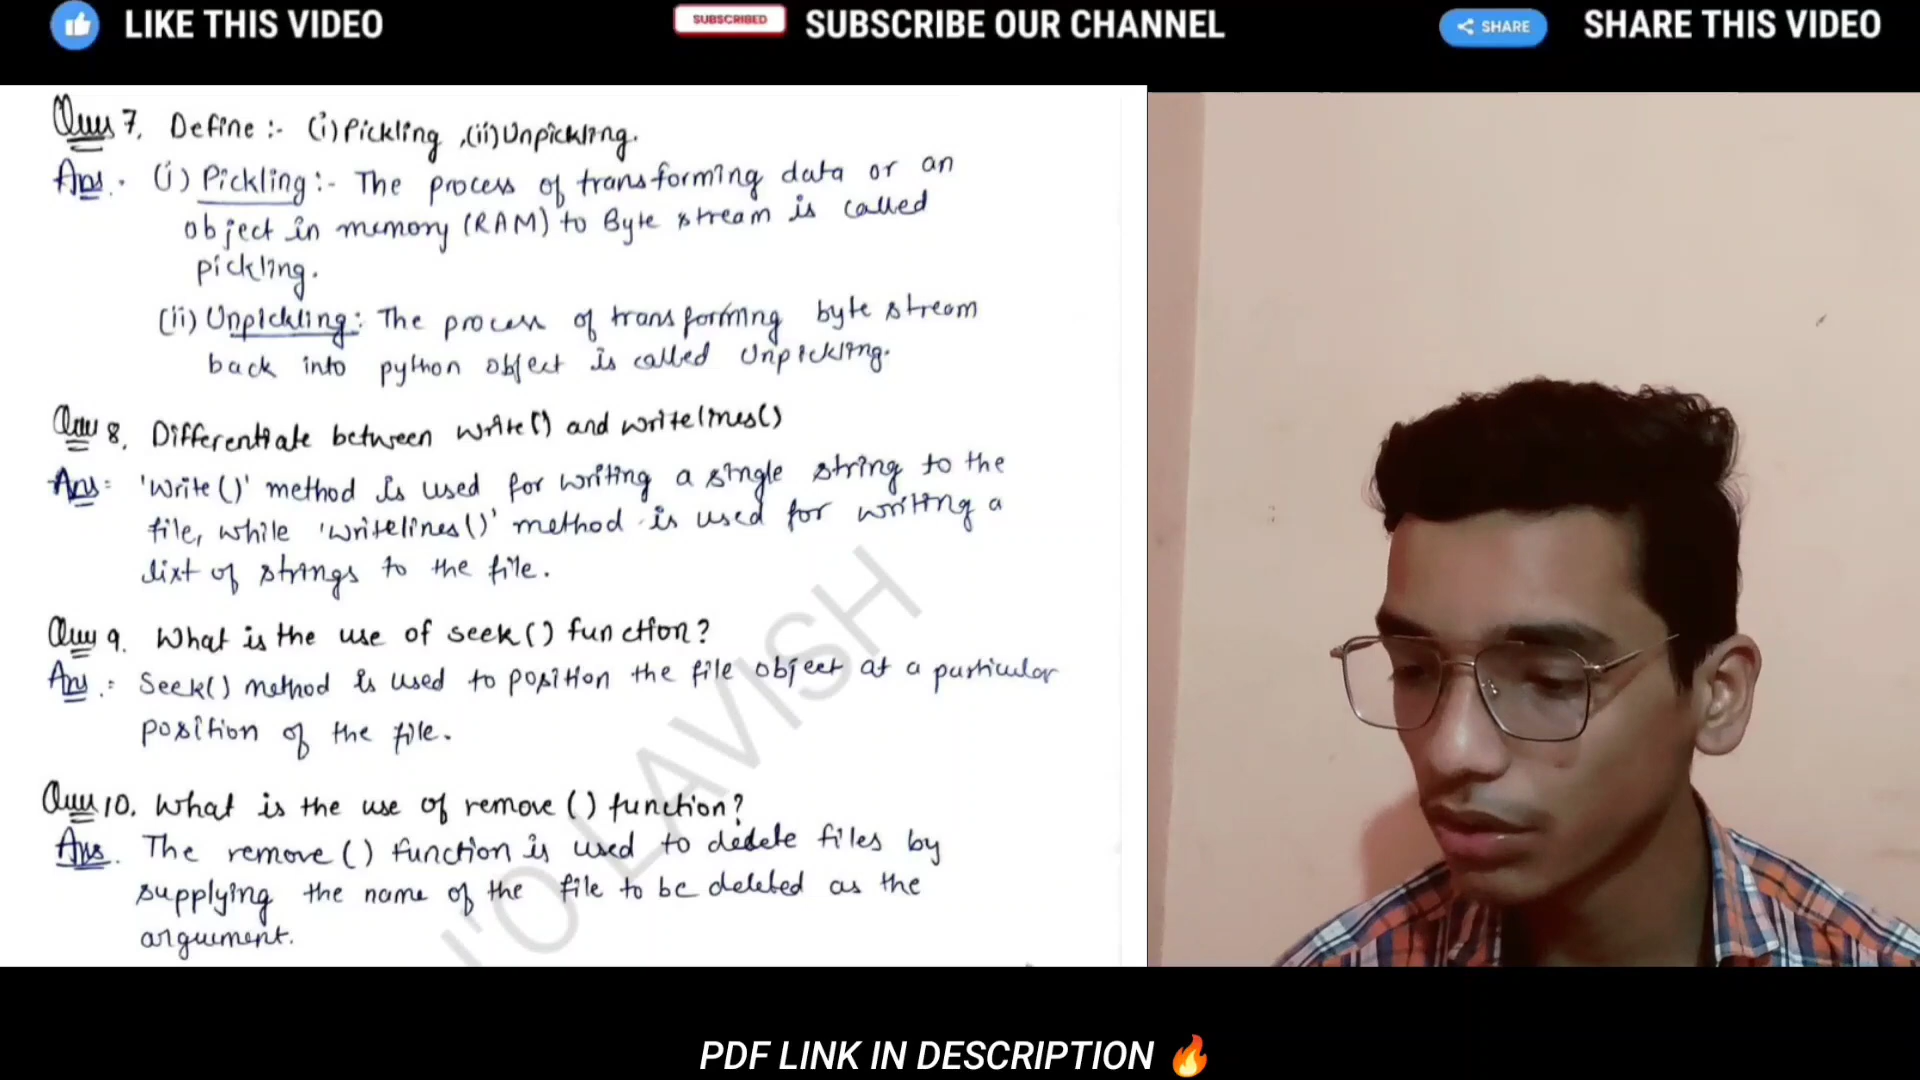 LIKE THIS VIDEO
SUBSCRIBED
SUBSCRIBE OUR CHANNEL
SHARE
SHARE THIS VIDEO
Ques 7. Define :- (i) Pickling ,(ii) Unpickling.
Ans. (i) Pickling :- The process of transforming data or an
object in memory (RAM) to Byte stream is called
pickling.
(ii) Unpickling : The process of transforming byte stream
back into python object is called Unpickling.
Ques 8. Differentiate between write() and writelines()
Ans: 'Write ()' method is used for writing a single string to the
file, while 'writelines()' method is used for writing a
list of strings to the file.
Ques 9. What is the use of seek() function?
Ans.: Seek() method is used to position the file object at a particular
position of the file.
Ques 10. What is the use of remove () function?
Ans. The remove () function is used to delete files by
supplying the name of the file to be deleted as the
arguement.
I'O LAVISH
PDF LINK IN DESCRIPTION 🔥